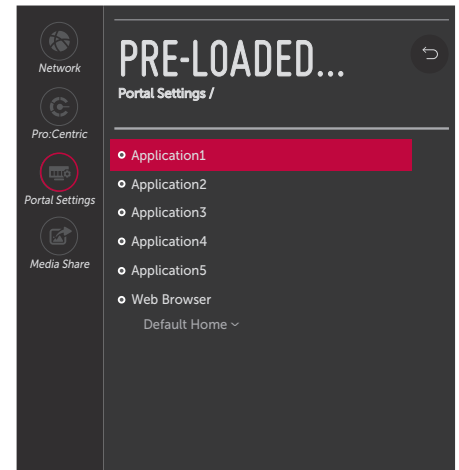 Network
Pro:Centric
Portal Settings
Media Share
PRE-LOADED...
Portal Settings /
Application1
Application2
Application3
Application4
Application5
Web Browser
Default Home